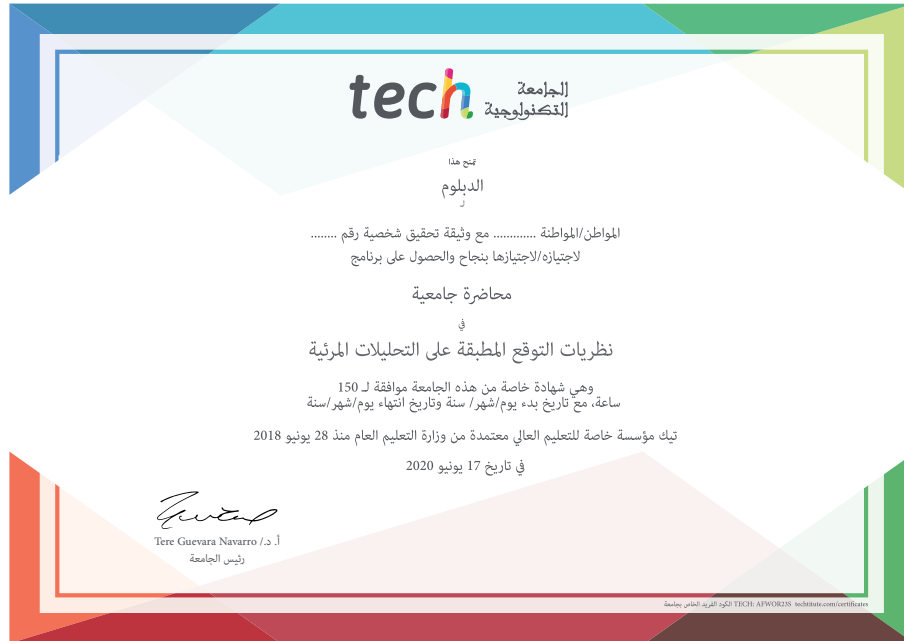 tech الجامعة
التكنولوجية
تمنح هذا
الدبلوم
لـ
المواطن/المواطنة ............. مع وثيقة تحقيق شخصية رقم ........
لاجتيازه/لاجتيازها بنجاح والحصول على برنامج
محاضرة جامعية
في
نظريات التوقع المطبقة على التحليلات المرئية
وهي شهادة خاصة من هذه الجامعة موافقة لـ 150
ساعة، مع تاريخ بدء يوم/شهر/ سنة وتاريخ انتهاء يوم/شهر/سنة
تيك مؤسسة خاصة للتعليم العالي معتمدة من وزارة التعليم العام منذ 28 يونيو 2018
في تاريخ 17 يونيو 2020
أ. د./ Tere Guevara Navarro
رئيس الجامعة
الكود الفريد الخاص بجامعة TECH: AFWOR23S techtitute.com/certificates